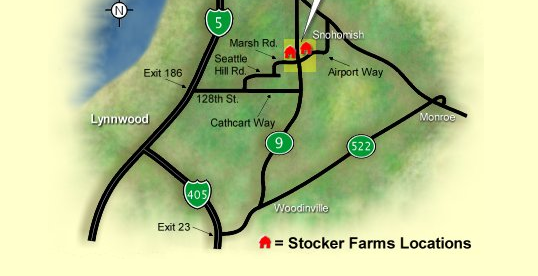 N
5
Marsh Rd.
Snohomish
Seattle
Hill Rd.
Exit 186
Airport Way
128th St.
Lynnwood
Cathcart Way
Monroe
9
522
405
Woodinville
Exit 23
= Stocker Farms Locations